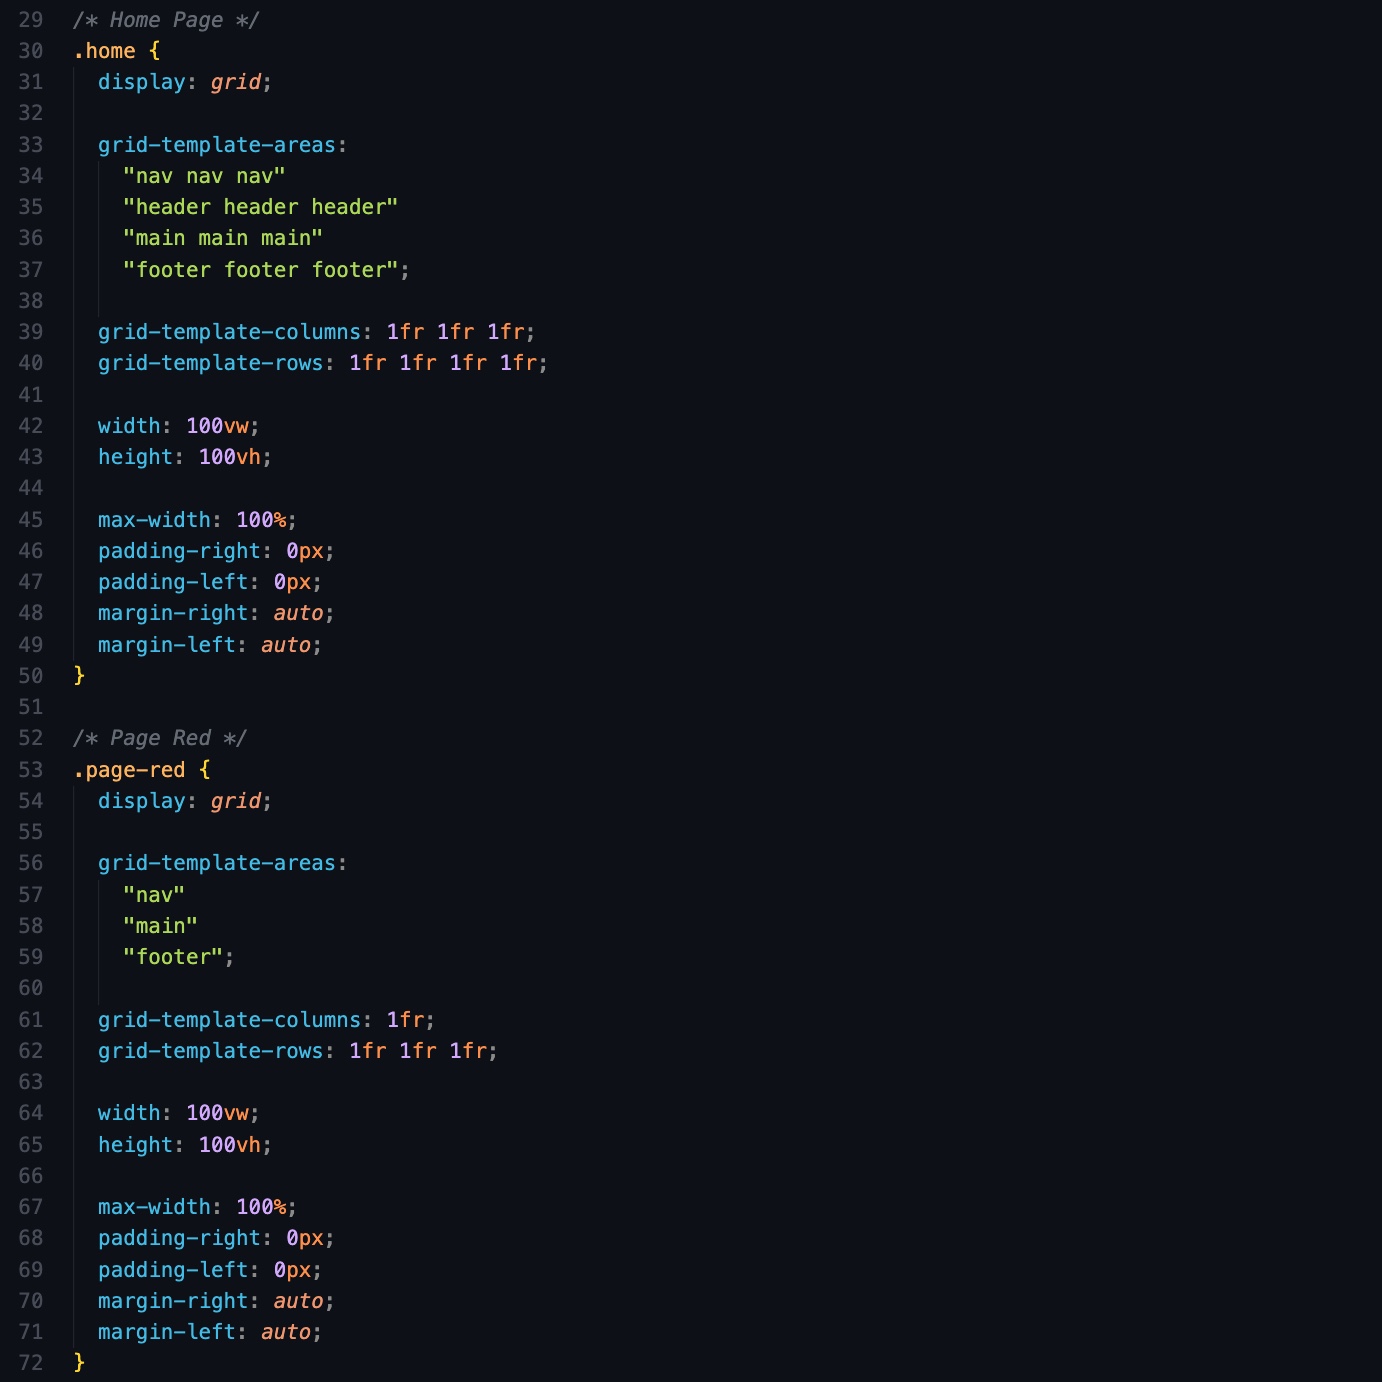 29 /* Home Page */
30 .home {
31   display: grid;
32
33   grid-template-areas:
34     "nav nav nav"
35     "header header header"
36     "main main main"
37     "footer footer footer";
38
39   grid-template-columns: 1fr 1fr 1fr;
40   grid-template-rows: 1fr 1fr 1fr 1fr;
41
42   width: 100vw;
43   height: 100vh;
44
45   max-width: 100%;
46   padding-right: 0px;
47   padding-left: 0px;
48   margin-right: auto;
49   margin-left: auto;
50 }
51
52 /* Page Red */
53 .page-red {
54   display: grid;
55
56   grid-template-areas:
57     "nav"
58     "main"
59     "footer";
60
61   grid-template-columns: 1fr;
62   grid-template-rows: 1fr 1fr 1fr;
63
64   width: 100vw;
65   height: 100vh;
66
67   max-width: 100%;
68   padding-right: 0px;
69   padding-left: 0px;
70   margin-right: auto;
71   margin-left: auto;
72 }